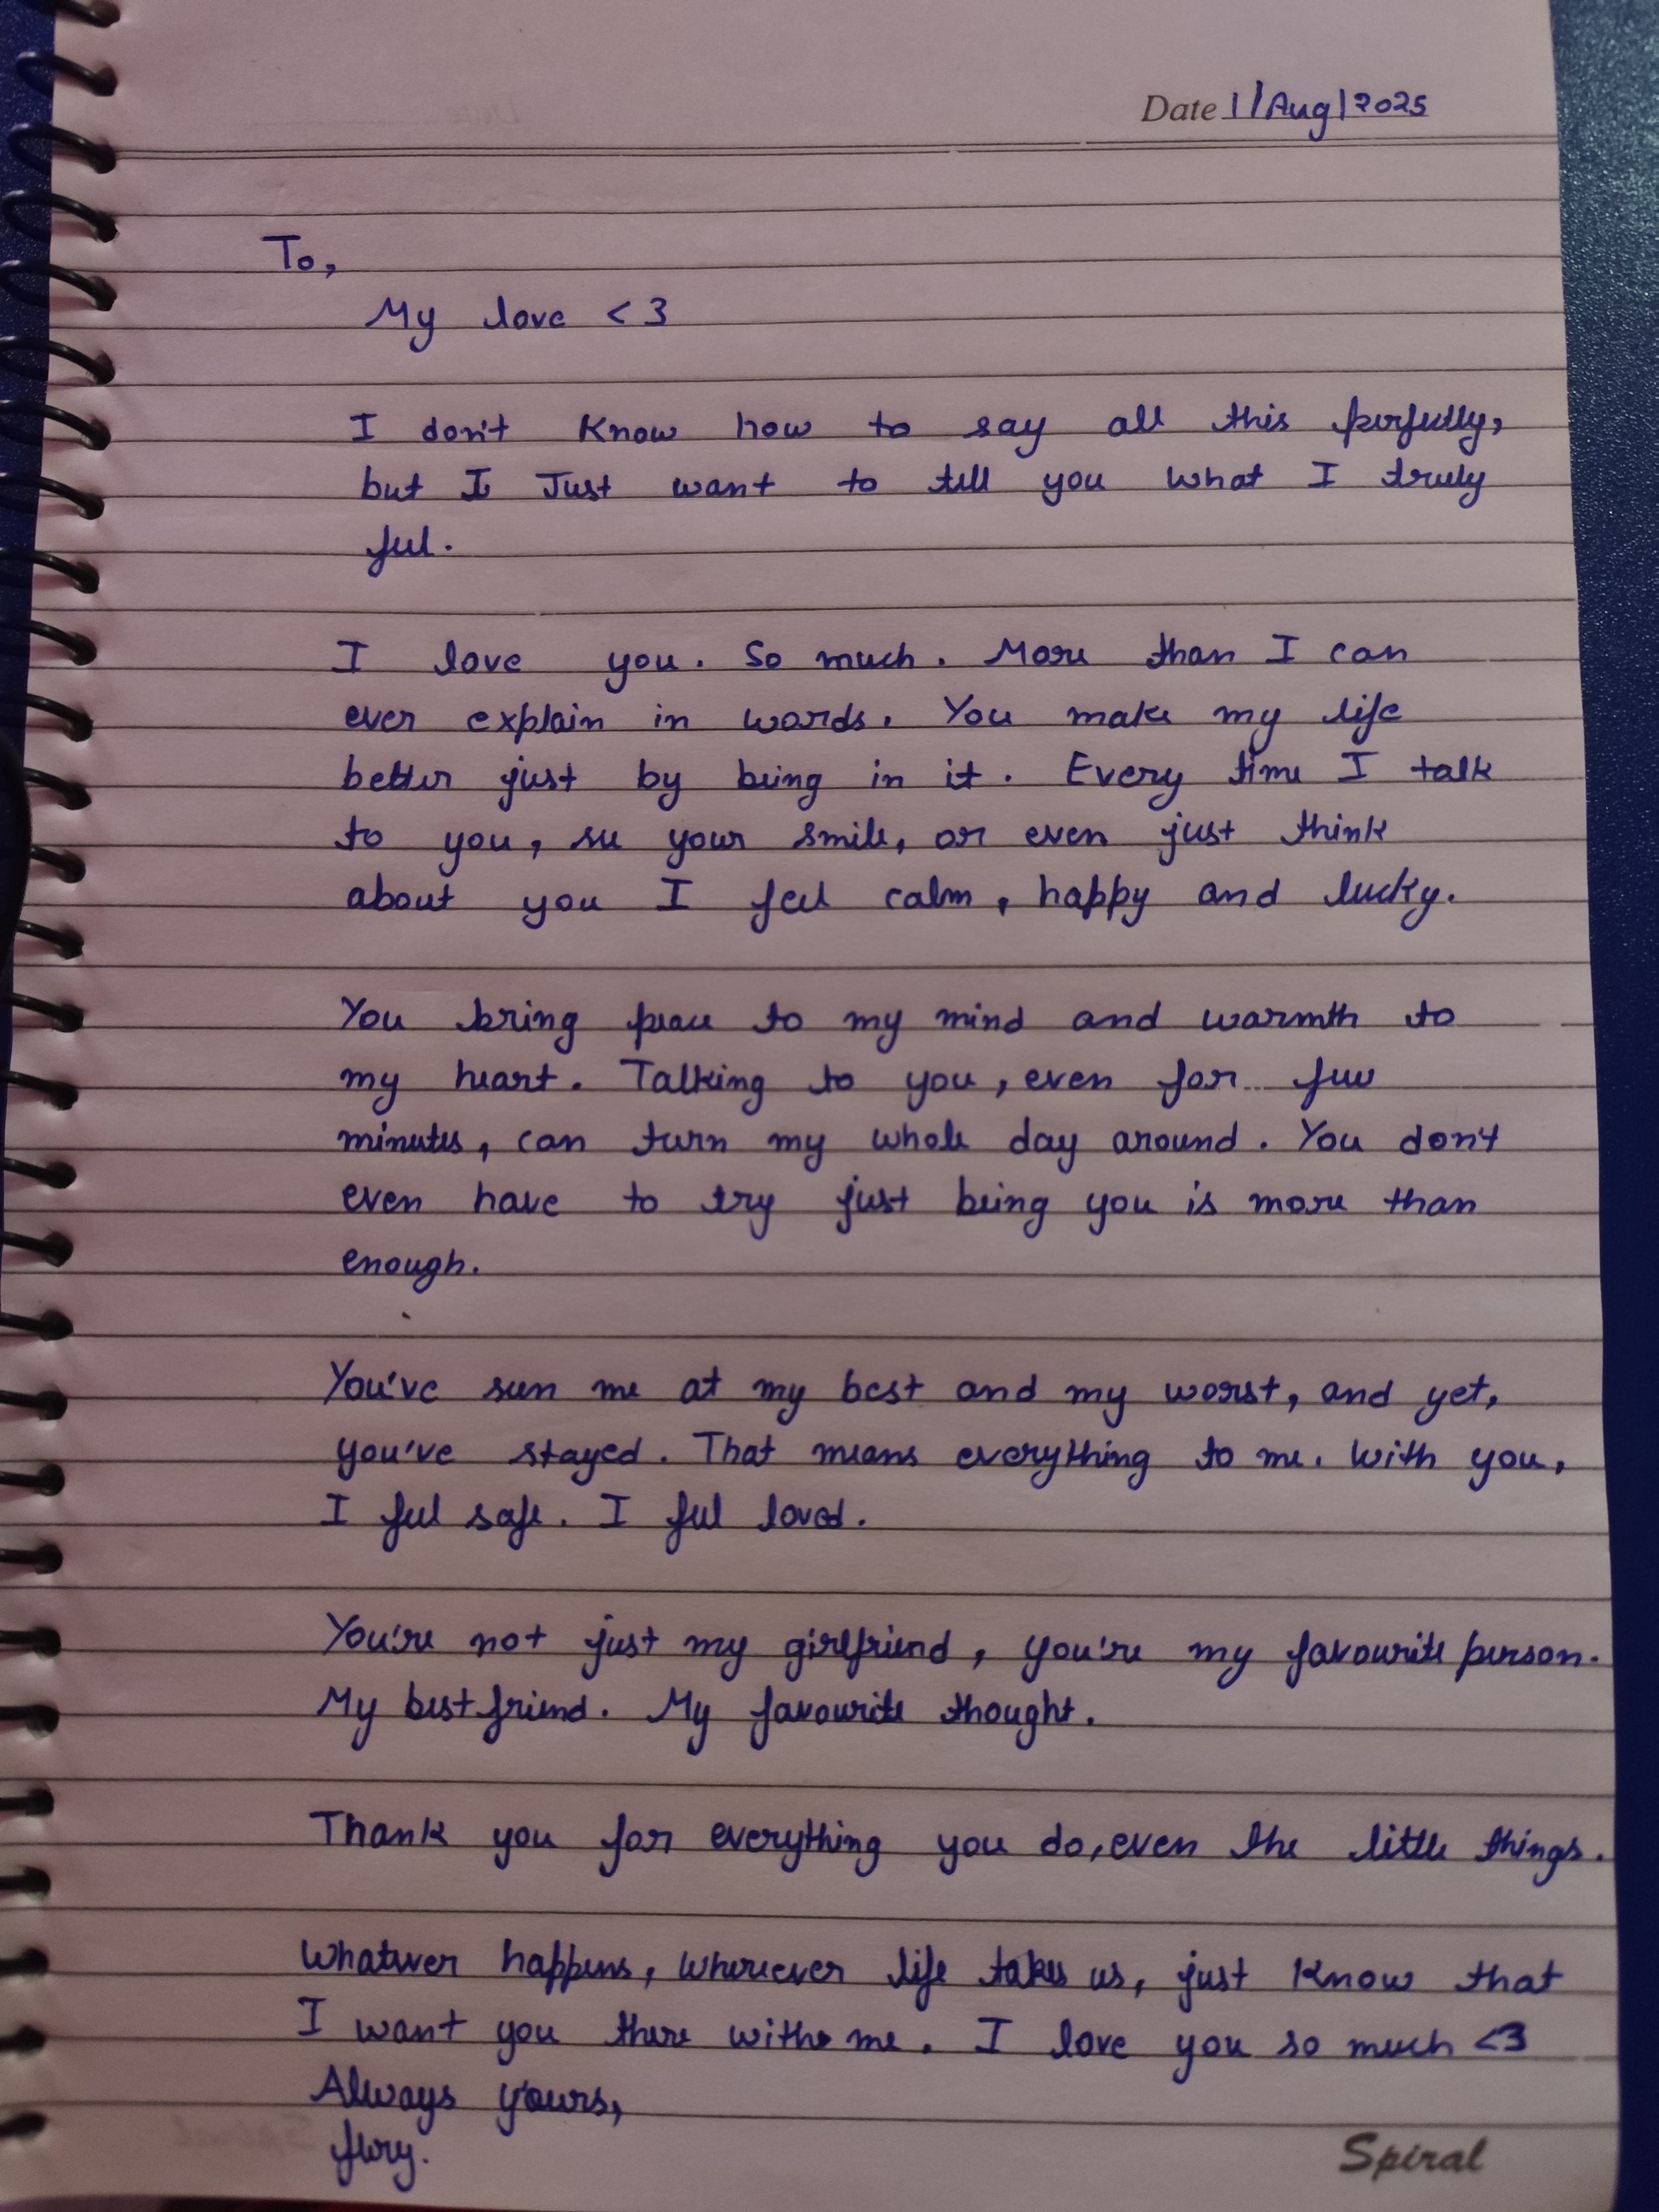 Date 1/Aug/2025
To,
My love <3
I don't know how to say all this perfectly,
but I Just want to tell you what I truly
feel.
I love you. So much. More than I can
ever explain in words. You make my life
better just by being in it. Every time I talk
to you, see your smile, or even just think
about you I feel calm, happy and lucky.
You bring peace to my mind and warmth to
my heart. Talking to you, even for few
minutes, can turn my whole day around. You don't
even have to try just being you is more than
enough.
You've seen me at my best and my worst, and yet,
you've stayed. That means everything to me. With you,
I feel safe. I feel loved.
You're not just my girlfriend, you're my favourite person.
My best friend. My favourite thought.
Thank you for everything you do, even the little things.
Whatever happens, wherever life takes us, just know that
I want you there with me. I love you so much <3
Always yours,
Spiral